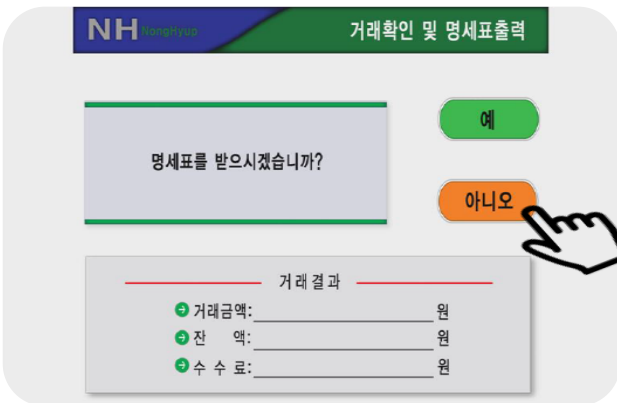 NH NongHyup
거래확인 및 명세표출력
명세표를 받으시겠습니까?
예
아니오
거래결과
거래금액: 원
잔 액: 원
수 수 료: 원